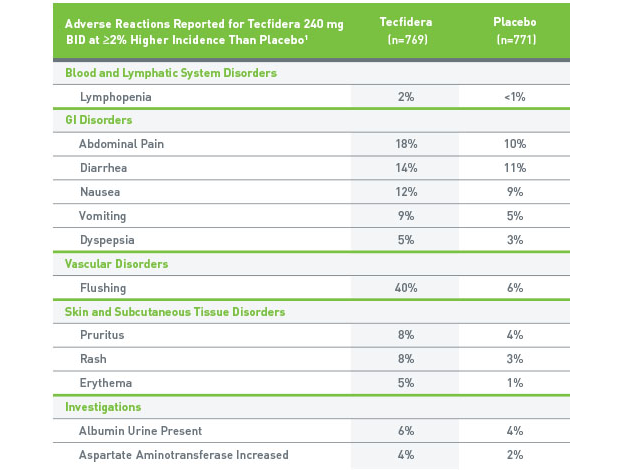 Adverse Reactions Reported for Tecfidera 240 mg Tecfidera Placebo
BID at ≥2% Higher Incidence Than Placebo¹ (n=769) (n=771)
Blood and Lymphatic System Disorders
Lymphopenia 2% <1%
GI Disorders
Abdominal Pain 18% 10%
Diarrhea 14% 11%
Nausea 12% 9%
Vomiting 9% 5%
Dyspepsia 5% 3%
Vascular Disorders
Flushing 40% 6%
Skin and Subcutaneous Tissue Disorders
Pruritus 8% 4%
Rash 8% 3%
Erythema 5% 1%
Investigations
Albumin Urine Present 6% 4%
Aspartate Aminotransferase Increased 4% 2%